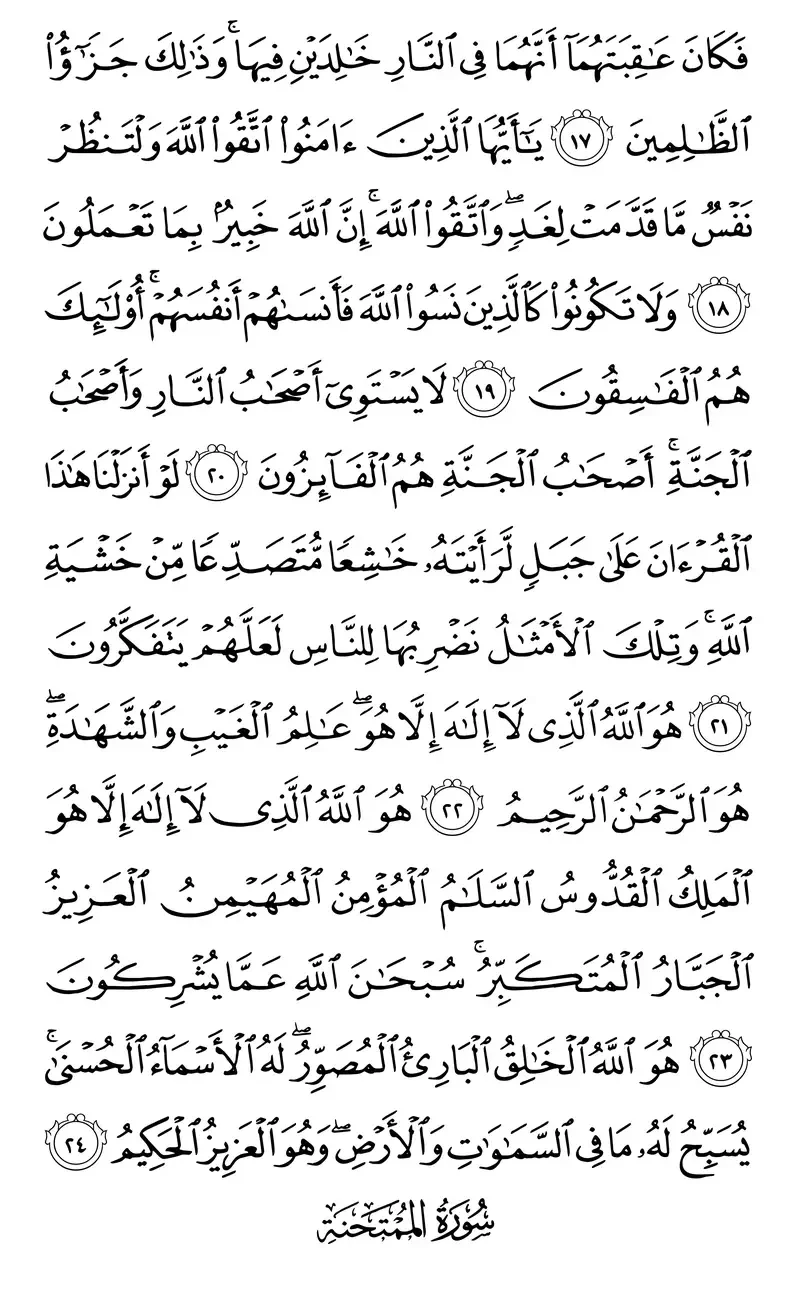 فَكَانَ عَٰقِبَتَهُمَآ أَنَّهُمَا فِي ٱلنَّارِ خَٰلِدَيۡنِ فِيهَاۚ وَذَٰلِكَ جَزَٰٓؤُاْ
ٱلظَّٰلِمِينَ ١٧ يَٰٓأَيُّهَا ٱلَّذِينَ ءَامَنُواْ ٱتَّقُواْ ٱللَّهَ وَلۡتَنظُرۡ
نَفۡسٞ مَّا قَدَّمَتۡ لِغَدٖۖ وَٱتَّقُواْ ٱللَّهَۚ إِنَّ ٱللَّهَ خَبِيرُۢ بِمَا تَعۡمَلُونَ
١٨ وَلَا تَكُونُواْ كَٱلَّذِينَ نَسُواْ ٱللَّهَ فَأَنسَىٰهُمۡ أَنفُسَهُمۡۚ أُوْلَٰٓئِكَ
هُمُ ٱلۡفَٰسِقُونَ ١٩ لَا يَسۡتَوِيٓ أَصۡحَٰبُ ٱلنَّارِ وَأَصۡحَٰبُ
ٱلۡجَنَّةِۚ أَصۡحَٰبُ ٱلۡجَنَّةِ هُمُ ٱلۡفَآئِزُونَ ٢٠ لَوۡ أَنزَلۡنَا هَٰذَا
ٱلۡقُرۡءَانَ عَلَىٰ جَبَلٖ لَّرَأَيۡتَهُۥ خَٰشِعٗا مُّتَصَدِّعٗا مِّنۡ خَشۡيَةِ
ٱللَّهِۚ وَتِلۡكَ ٱلۡأَمۡثَٰلُ نَضۡرِبُهَا لِلنَّاسِ لَعَلَّهُمۡ يَتَفَكَّرُونَ
٢١ هُوَ ٱللَّهُ ٱلَّذِي لَآ إِلَٰهَ إِلَّا هُوَۖ عَٰلِمُ ٱلۡغَيۡبِ وَٱلشَّهَٰدَةِۖ
هُوَ ٱلرَّحۡمَٰنُ ٱلرَّحِيمُ ٢٢ هُوَ ٱللَّهُ ٱلَّذِي لَآ إِلَٰهَ إِلَّا هُوَ
ٱلۡمَلِكُ ٱلۡقُدُّوسُ ٱلسَّلَٰمُ ٱلۡمُؤۡمِنُ ٱلۡمُهَيۡمِنُ ٱلۡعَزِيزُ
ٱلۡجَبَّارُ ٱلۡمُتَكَبِّرُۚ سُبۡحَٰنَ ٱللَّهِ عَمَّا يُشۡرِكُونَ
٢٣ هُوَ ٱللَّهُ ٱلۡخَٰلِقُ ٱلۡبَارِئُ ٱلۡمُصَوِّرُۖ لَهُ ٱلۡأَسۡمَآءُ ٱلۡحُسۡنَىٰۚ
يُسَبِّحُ لَهُۥ مَا فِي ٱلسَّمَٰوَٰتِ وَٱلۡأَرۡضِۖ وَهُوَ ٱلۡعَزِيزُ ٱلۡحَكِيمُ ٢٤
سُورَةُ المُمْتَحنَةِ